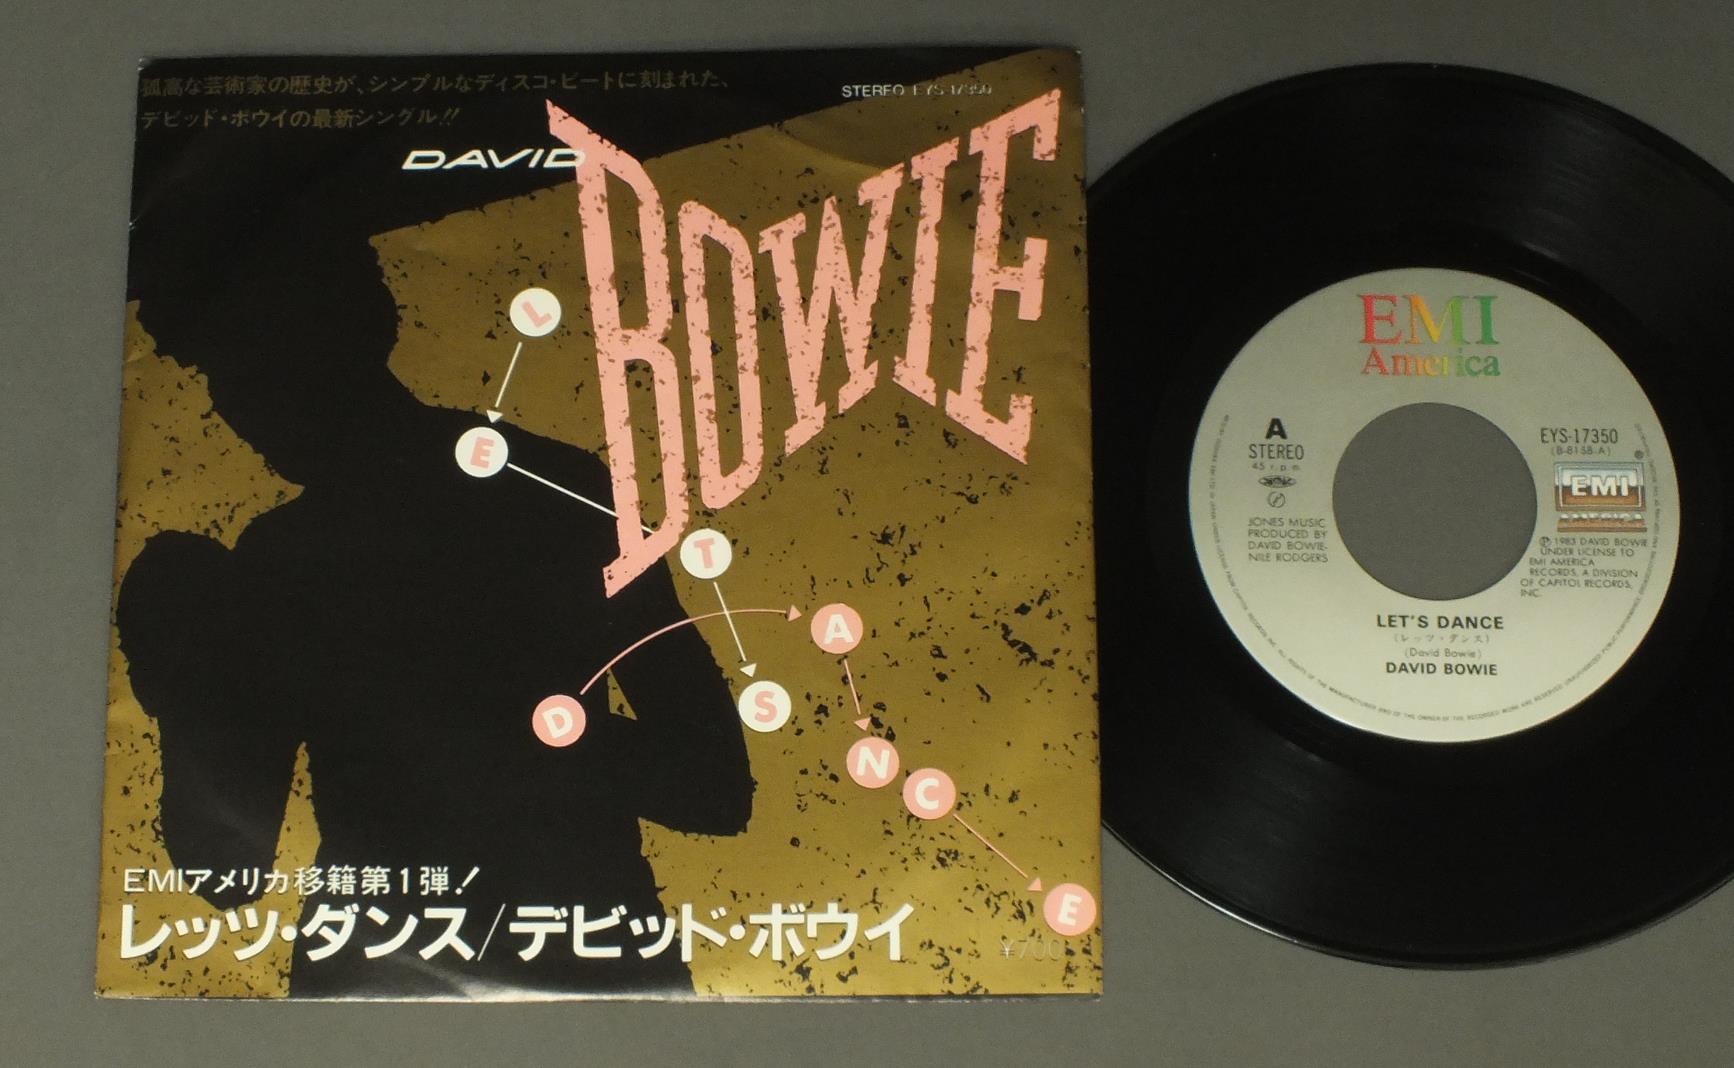 孤高な芸術家の歴史が、シンプルなディスコ・ビートに刻まれた、
デビッド・ボウイの最新シングル!!
STEREO EYS-17350
DAVID
BOWIE
L
E
T
S
D
A
N
C
E
EMIアメリカ移籍第1弾!
レッツ・ダンス/デビッド・ボウイ
¥700
EMI
America
A
STEREO
45 r.p.m.
JONES MUSIC
PRODUCED BY
DAVID BOWIE-
NILE RODGERS
EYS-17350
(B-8158-A)
EMI
AMERICA
Ⓟ 1983 DAVID BOWIE
UNDER LICENSE TO
EMI AMERICA
RECORDS, A DIVISION
OF CAPITOL RECORDS,
INC.
LET'S DANCE
(レッツ・ダンス)
(David Bowie)
DAVID BOWIE